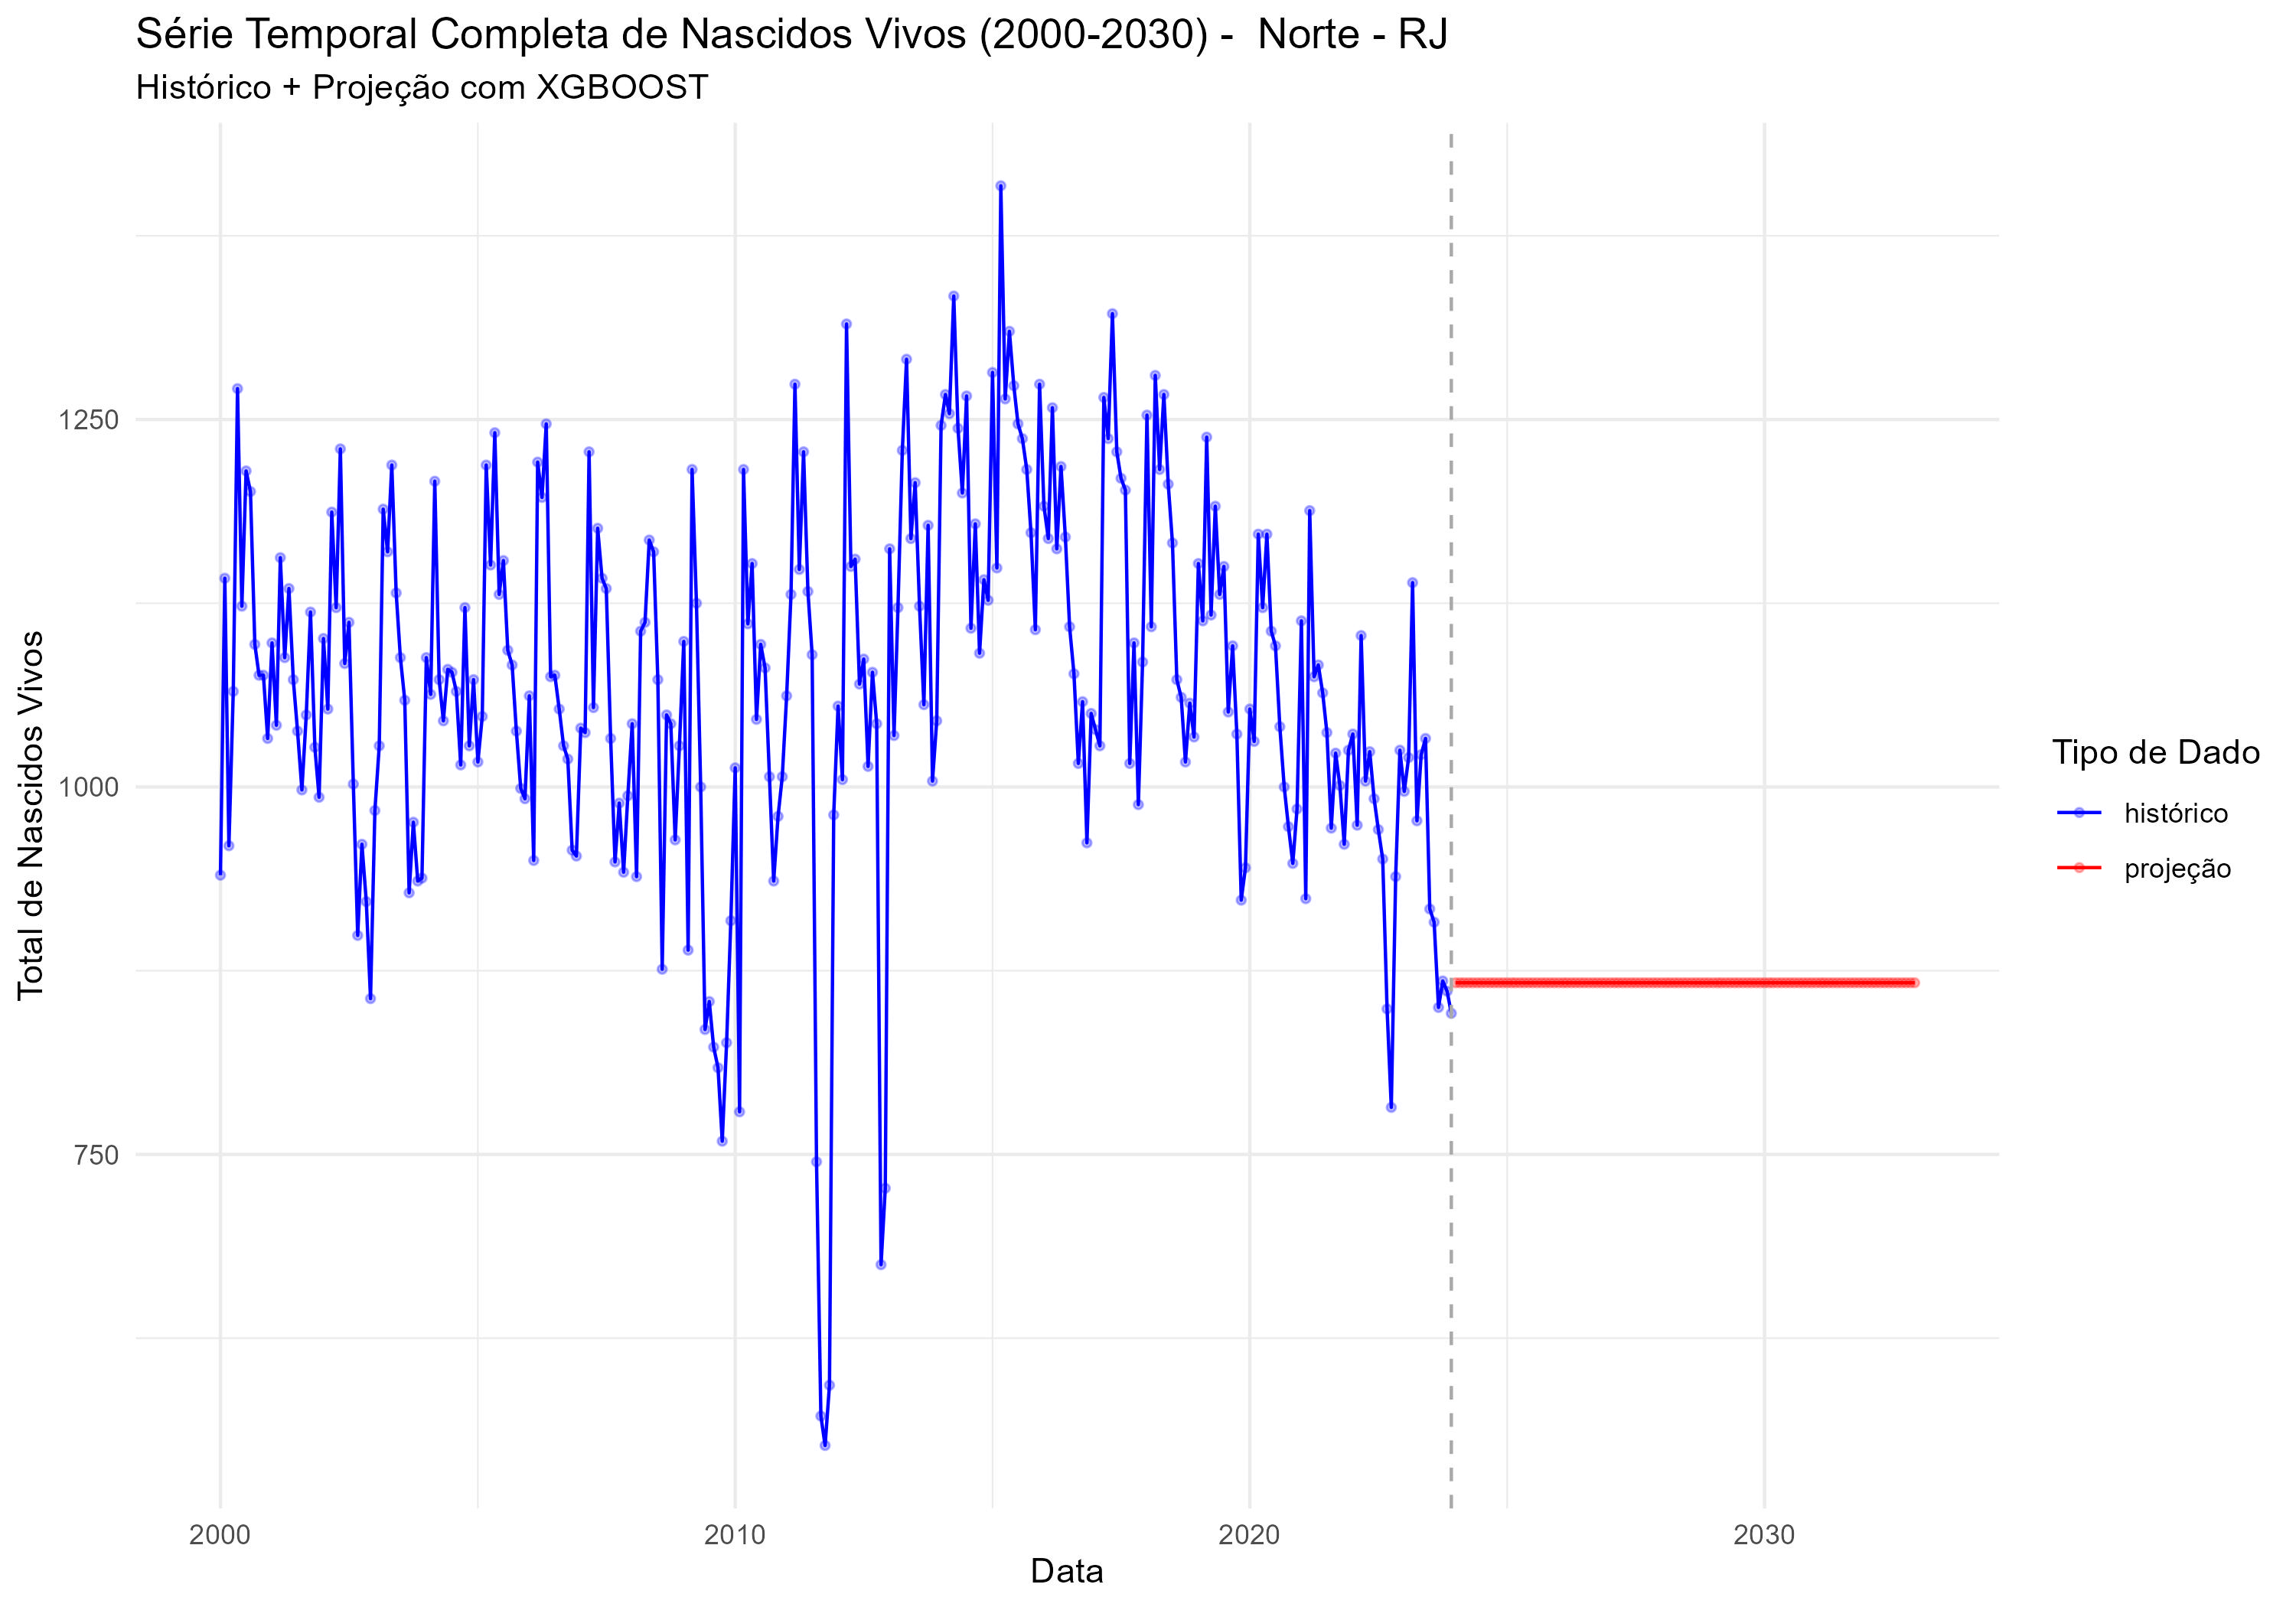 Série Temporal Completa de Nascidos Vivos (2000-2030) -  Norte - RJ
Histórico + Projeção com XGBOOST
Total de Nascidos Vivos
1250
1000
750
2000
2010
2020
2030
Data
Tipo de Dado
histórico
projeção